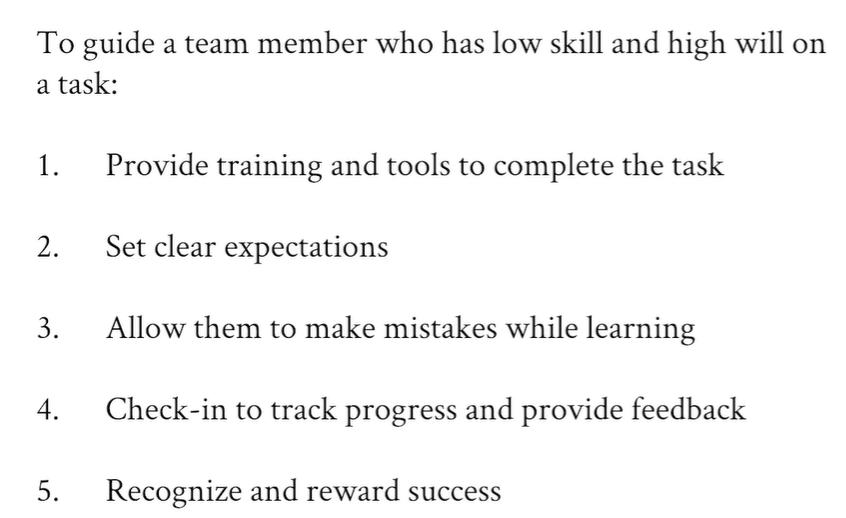 To guide a team member who has low skill and high will on
a task:
1. Provide training and tools to complete the task
2. Set clear expectations
3. Allow them to make mistakes while learning
4. Check-in to track progress and provide feedback
5. Recognize and reward success